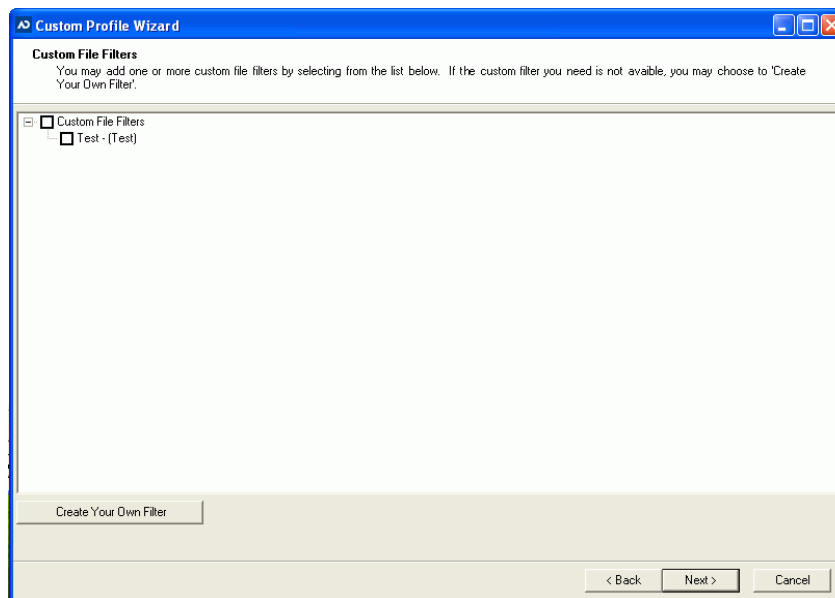 Custom Profile Wizard
Custom File Filters
You may add one or more custom file filters by selecting from the list below. If the custom filter you need is not avaible, you may choose to 'Create
Your Own Filter'.
Custom File Filters
Test - (Test)
Create Your Own Filter
< Back
Next >
Cancel